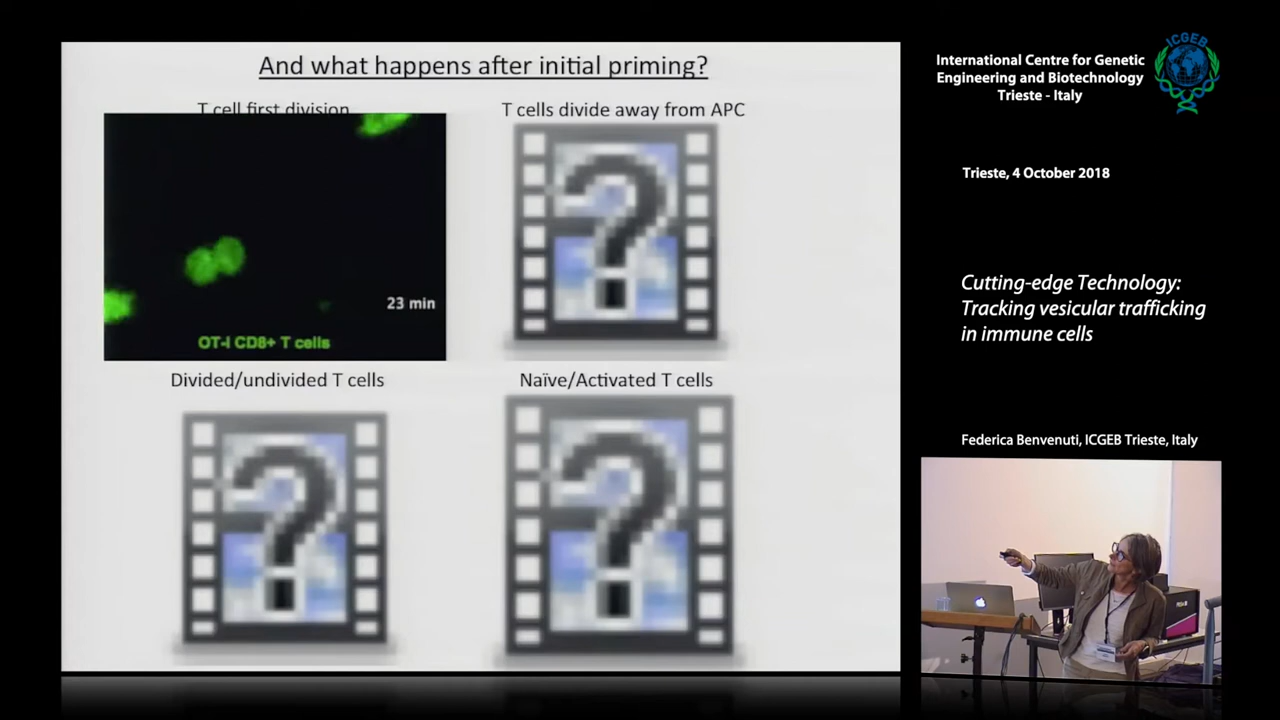 And what happens after initial priming?
T cell first division
T cells divide away from APC
23 min
OT-I CD8+ T cells
Divided/undivided T cells
Naïve/Activated T cells
ICGEB
International Centre for Genetic
Engineering and Biotechnology
Trieste - Italy
Trieste, 4 October 2018
Cutting-edge Technology:
Tracking vesicular trafficking
in immune cells
Federica Benvenuti, ICGEB Trieste, Italy